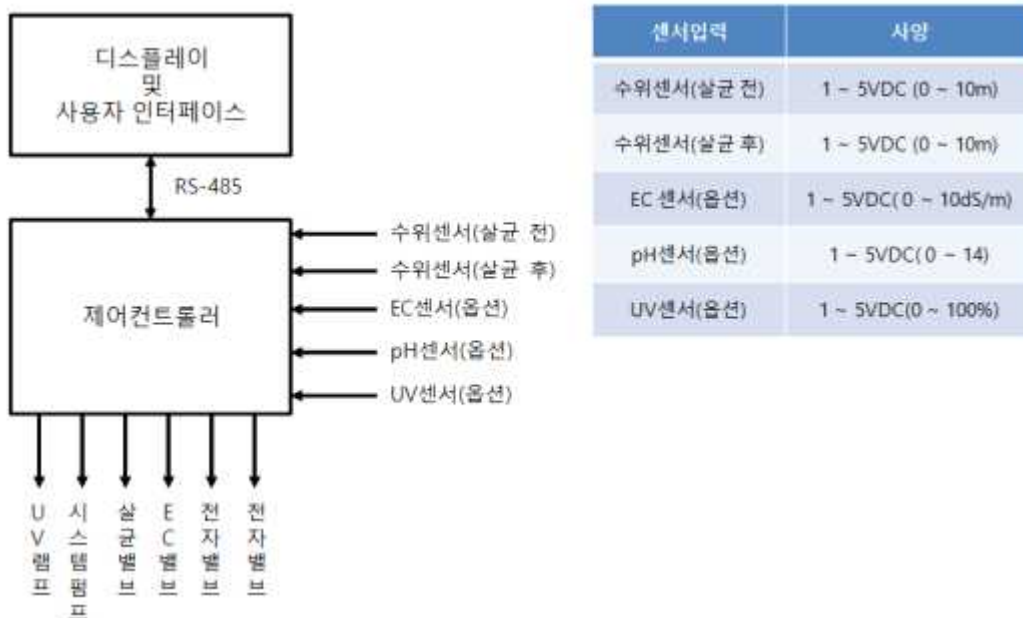 디스플레이
및
사용자 인터페이스
RS-485
제어컨트롤러
수위센서(살균 전)
수위센서(살균 후)
EC센서(옵션)
pH센서(옵션)
UV센서(옵션)
UV램프
시스템펌프
살균밸브
EC밸브
전자밸브
전자밸브
센서입력 사양
수위센서(살균 전) 1 ~ 5VDC (0 ~ 10m)
수위센서(살균 후) 1 ~ 5VDC (0 ~ 10m)
EC 센서(옵션) 1 ~ 5VDC( 0 ~ 10dS/m)
pH센서(옵션) 1 ~ 5VDC( 0 ~ 14)
UV센서(옵션) 1 ~ 5VDC(0 ~ 100%)